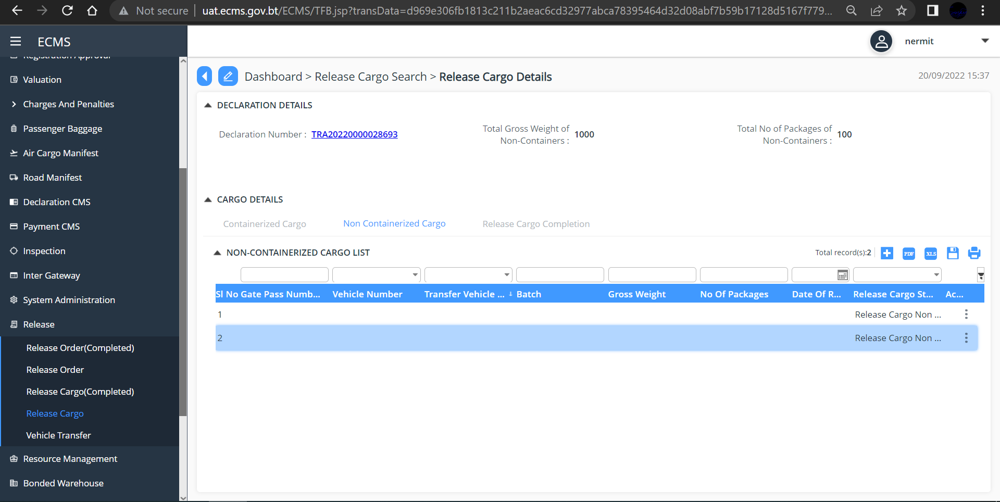 Not secure | uat.ecms.gov.bt/ECMS/TFB.jsp?transData=d969e306fb1813c211b2aeac6cd32977abca78395464d32d08abf7b59b17128d5167f779...
ECMS
nermit
Registration Approval
Valuation
Charges And Penalties
Passenger Baggage
Air Cargo Manifest
Road Manifest
Declaration CMS
Payment CMS
Inspection
Inter Gateway
System Administration
Release
Release Order(Completed)
Release Order
Release Cargo(Completed)
Release Cargo
Vehicle Transfer
Resource Management
Bonded Warehouse
Dashboard > Release Cargo Search > Release Cargo Details
20/09/2022 15:37
DECLARATION DETAILS
Declaration Number : TRA20220000028693
Total Gross Weight of
Non-Containers : 1000
Total No of Packages of
Non-Containers : 100
CARGO DETAILS
Containerized Cargo Non Containerized Cargo Release Cargo Completion
NON-CONTAINERIZED CARGO LIST
Total record(s):2 PDF XLS
Sl No Gate Pass Numb... Vehicle Number Transfer Vehicle ... Batch Gross Weight No Of Packages Date Of R... Release Cargo St... Ac...
1 Release Cargo Non ...
2 Release Cargo Non ...